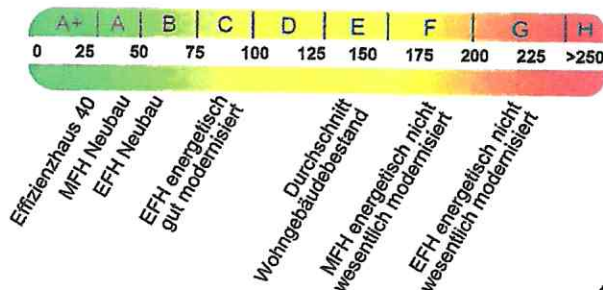 A+ A B C D E F G H
0 25 50 75 100 125 150 175 200 225 >250
Effizienzhaus 40
MFH Neubau
EFH Neubau
EFH energetisch
gut modernisiert
Durchschnitt
Wohngebäudebestand
MFH energetisch nicht
wesentlich modernisiert
EFH energetisch nicht
wesentlich modernisiert